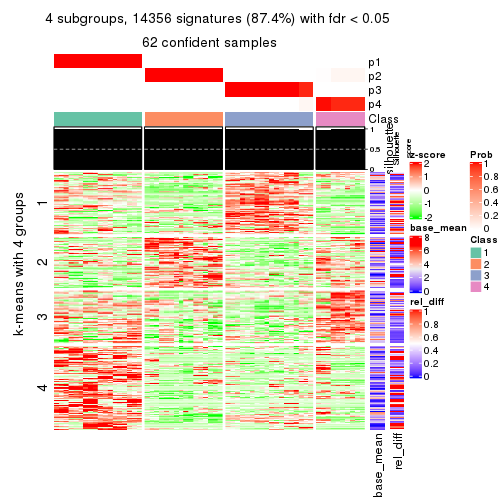 4 subgroups, 14356 signatures (87.4%) with fdr < 0.05
62 confident samples
p1
p2
p3
p4
Class
1
0.5
0
silhouette
Silhouette
score
k-means with 4 groups
1
2
3
4
base_mean
rel_diff
z-score
2
1
0
-1
-2
base_mean
8
6
4
2
0
rel_diff
1
0.8
0.6
0.4
0.2
0
Prob
1
0.8
0.6
0.4
0.2
0
Class
1
2
3
4